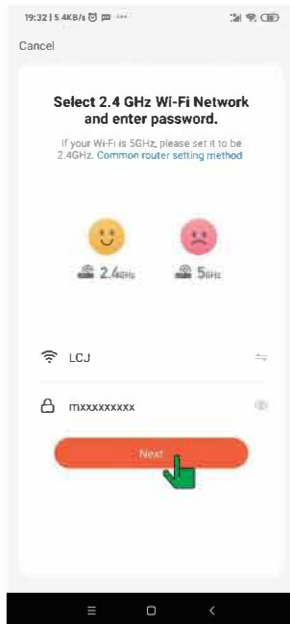 19:32 | 5.4KB/s
Cancel
Select 2.4 GHz Wi-Fi Network
and enter password.
If your Wi-Fi is 5GHz, please set it to be
2.4GHz. Common router setting method
2.4GHz 5GHz
LCJ
mxxxxxxxxx
Next